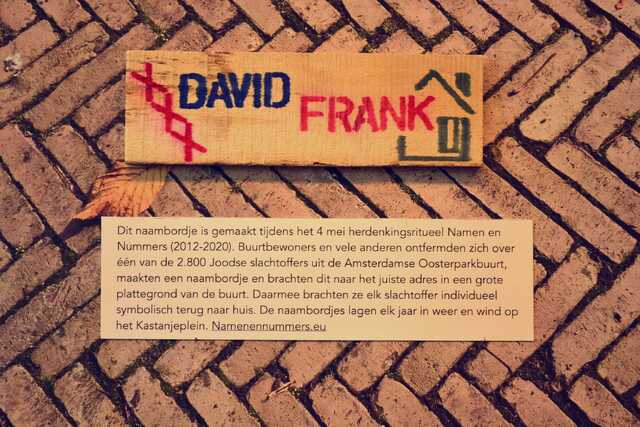 DAVID FRANK
Dit naambordje is gemaakt tijdens het 4 mei herdenkingsritueel Namen en
Nummers (2012-2020). Buurtbewoners en vele anderen ontfermden zich over
één van de 2.800 Joodse slachtoffers uit de Amsterdamse Oosterparkbuurt,
maakten een naambordje en brachten dit naar het juiste adres in een grote
plattegrond van de buurt. Daarmee brachten ze elk slachtoffer individueel
symbolisch terug naar huis. De naambordjes lagen elk jaar in weer en wind op
het Kastanjeplein. Namenennummers.eu